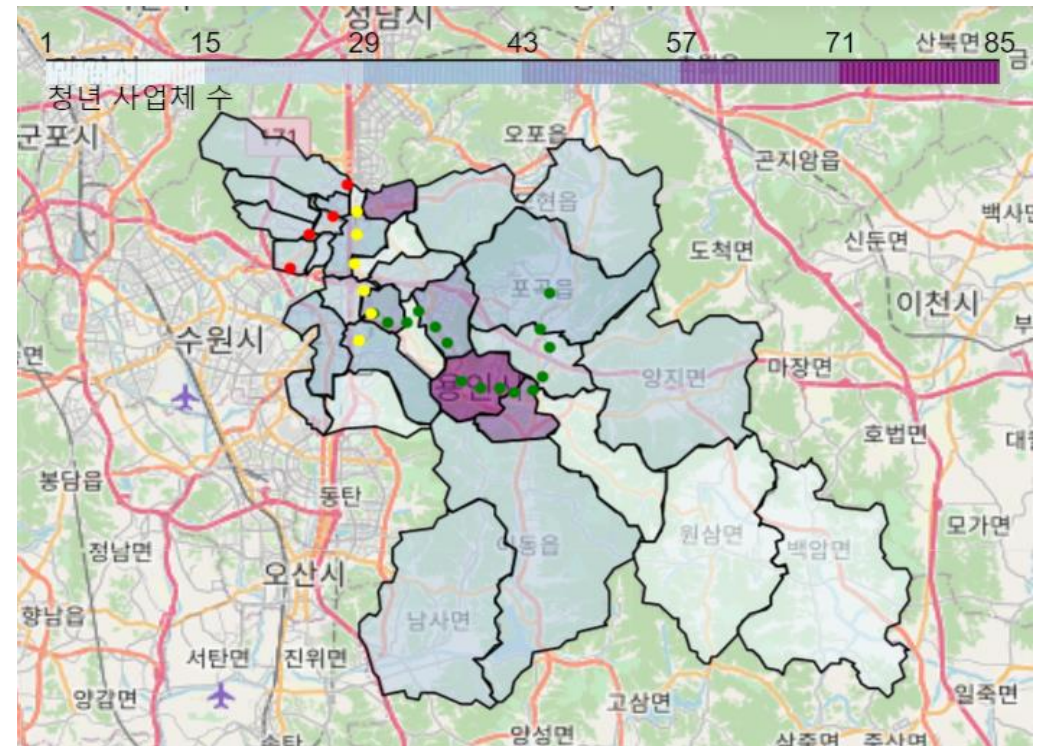 성남시
1 15 29 43 57 71 85
산북면
청년 사업체 수
군포시
171
오포읍
곤지암읍
모현읍
백사면
도척면
신둔면
포곡읍
이천시
수원시
양지면
마장면
용인시
호법면
봉담읍
동탄
모가면
정남면
이동읍
원삼면
백암면
오산시
향남읍
남사면
서탄면
진위면
양감면
고삼면
일죽면
양성면